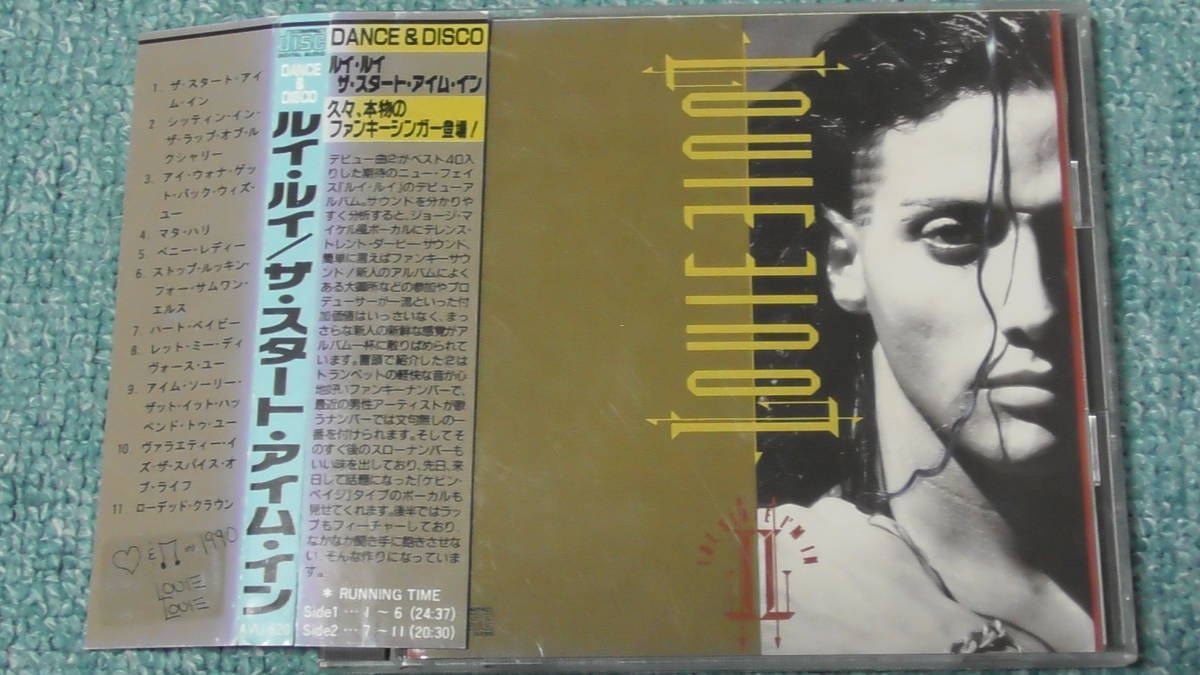 1. ザ・スタート・アイ
ム・イン
2 シッティン・イン・
ザ・ラップ・オブ・ル
クシャリー
3. アイ・ウォナ・ゲッ
ト・バック・ウィズ・
ユー
4 マタ・ハリ
5 ペニー・レディー
6. ストップ・ルッキン・
フォー・サムワン・
エルス
7 ハート・ベイビー
8. レット・ミー・ディ
ヴォース・ユー
9 アイム・ソーリー・
ザット・イット・ハッ
ペンド・トゥ・ユー
10 ヴァラエティー・イ
ズ・ザ・スパイス・オ
ブ・ライフ
11 ローデッド・クラウン
1990
LOUIE
LOUIE
disc
DANCE
&
DISCO
ルイ・ルイ/ザ・スタート・アイム・イン
DANCE & DISCO
ルイ・ルイ
ザ・スタート・アイム・イン
久々、本物の
ファンキーシンガー登場!
デビュー曲2がベスト40入
りした期待のニュー・フェイ
ス『ルイ・ルイ』のデビューア
ルバム。サウンドを分かりや
すく分析すると、ジョージ・マ
イケル風ボーカルにテレンス・
トレント・ダービーサウンド、
簡単に言えばファンキーサウ
ンド!新人のアルバムによく
ある大御所などの参加やプロ
デューサーが一流といった付
加価値はいっさいなく、まっ
さらな新人の新鮮な感覚がア
ルバム一杯に散りばめられて
います。冒頭で紹介した2は
トランペットの軽快な音が心
地好いファンキーナンバーで、
最近の男性アーティストが歌
うナンバーでは文句無しの一
番を付けられます。そしてそ
のすぐ後のスローナンバーも
いい味を出しており、先日、来
日して話題になった「ケビン・
ペイジ」タイプのボーカルも
見せてくれます。後半ではラッ
プもフィーチャーしており、
なかなか聞き手に飽きさせな
い、そんな作りになっていま
す。
* RUNNING TIME
Side1 … 1 ~ 6 (24:37)
Side2 … 7 ~ 11 (20:30)
LOUIE LOUIE
THE STATE I'M IN